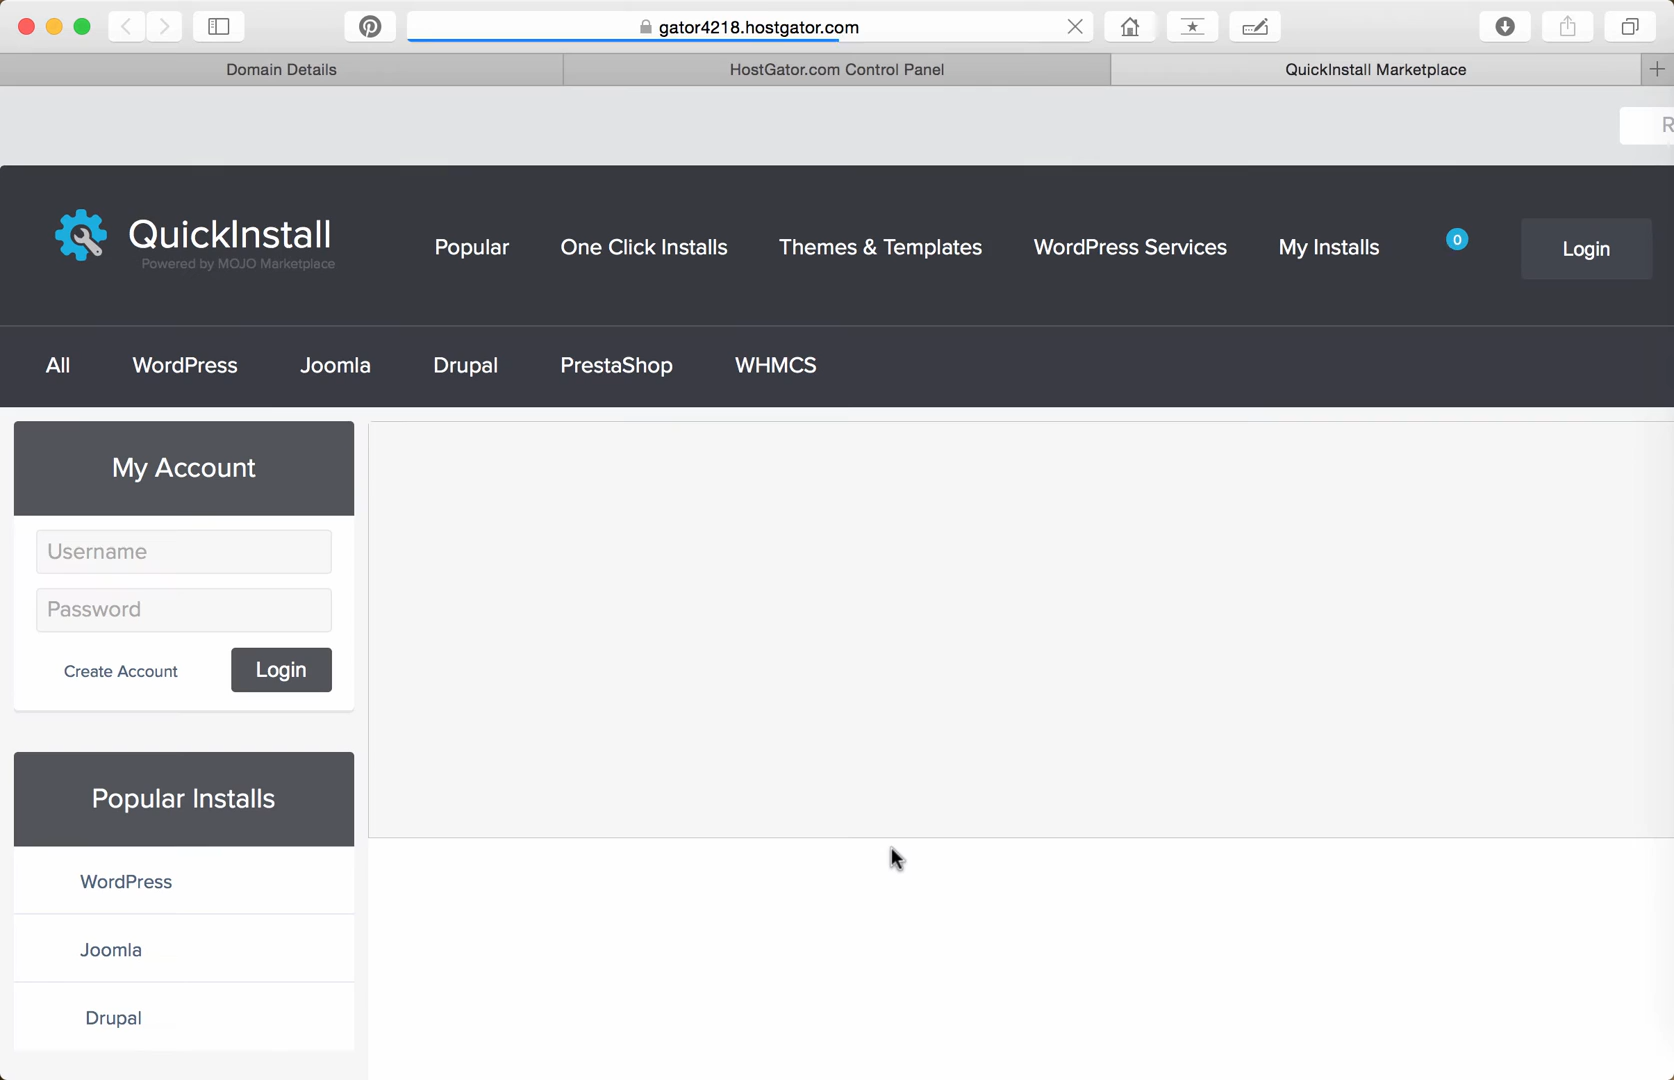 gator4218.hostgator.com
Domain Details
HostGator.com Control Panel
QuickInstall Marketplace
R
QuickInstall
Powered by MOJO Marketplace
Popular
One Click Installs
Themes & Templates
WordPress Services
My Installs
0
Login
All
WordPress
Joomla
Drupal
PrestaShop
WHMCS
My Account
Username
Password
Create Account
Login
Popular Installs
WordPress
Joomla
Drupal